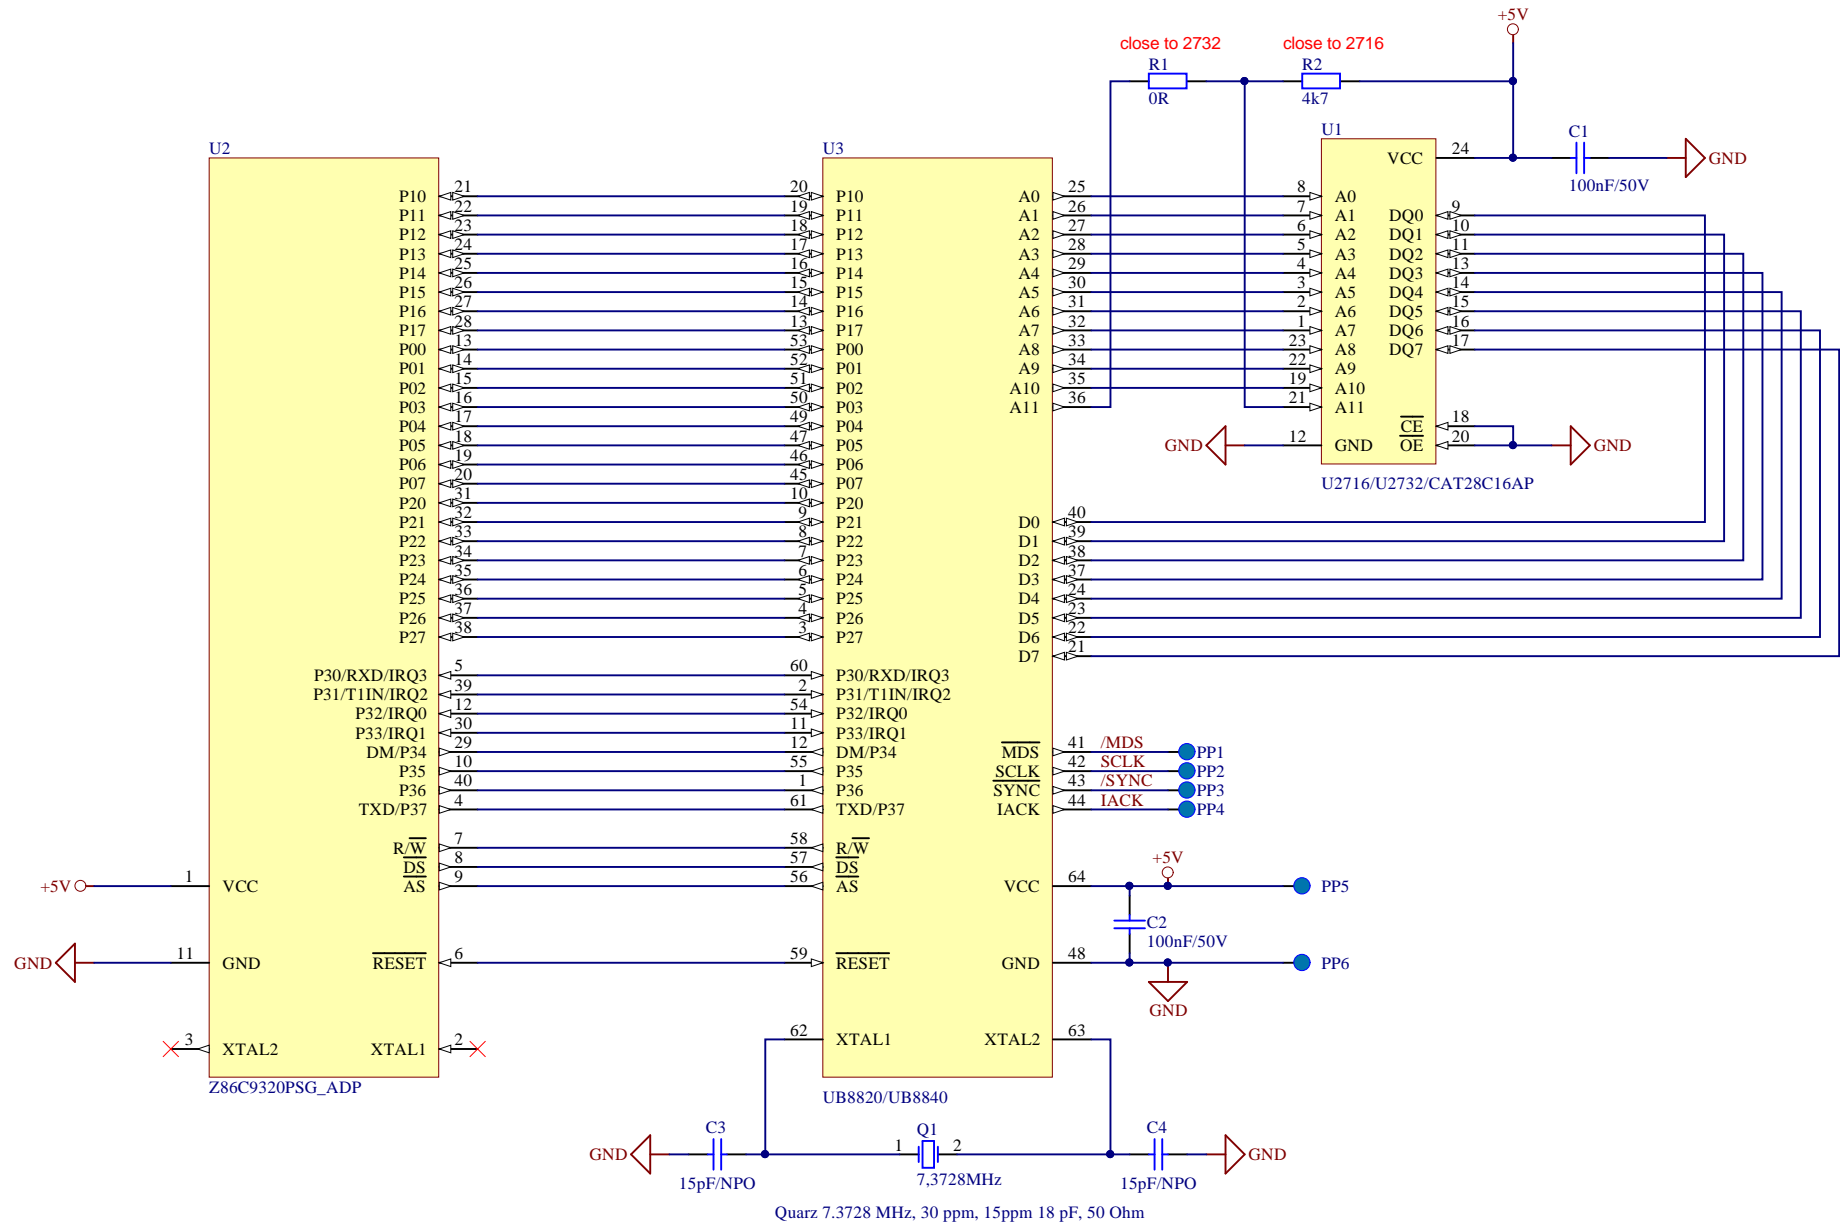 +5V
close to 2732
close to 2716
R1
R2
0R
4k7
U1
C1
VCC 24
GND
100nF/50V
U2
U3
P10 21
20 P10
A0 25
8 A0
P11 22
19 P11
A1 26
7 A1
DQ0 9
P12 23
18 P12
A2 27
6 A2
DQ1 10
P13 24
17 P13
A3 28
5 A3
DQ2 11
P14 25
16 P14
A4 29
4 A4
DQ3 13
P15 26
15 P15
A5 30
3 A5
DQ4 14
P16 27
14 P16
A6 31
2 A6
DQ5 15
P17 28
13 P17
A7 32
1 A7
DQ6 16
P00 13
53 P00
A8 33
23 A8
DQ7 17
P01 14
52 P01
A9 34
22 A9
P02 15
51 P02
A10 35
19 A10
P03 16
50 P03
A11 36
21 A11
P04 17
49 P04
CE 18
P05 18
47 P05
GND
12 GND
OE 20
GND
P06 19
46 P06
P07 20
45 P07
U2716/U2732/CAT28C16AP
P20 31
10 P20
P21 32
9 P21
D0 40
P22 33
8 P22
D1 39
P23 34
7 P23
D2 38
P24 35
6 P24
D3 37
P25 36
5 P25
D4 24
P26 37
4 P26
D5 23
P27 38
3 P27
D6 22
D7 21
P30/RXD/IRQ3 5
60 P30/RXD/IRQ3
P31/T1IN/IRQ2 39
2 P31/T1IN/IRQ2
P32/IRQ0 12
54 P32/IRQ0
P33/IRQ1 30
11 P33/IRQ1
DM/P34 29
12 DM/P34
MDS 41 /MDS PP1
P35 10
55 P35
SCLK 42 SCLK PP2
P36 40
1 P36
SYNC 43 /SYNC PP3
TXD/P37 4
61 TXD/P37
IACK 44 IACK PP4
R/W 7
58 R/W
DS 8
57 DS
+5V
+5V
1 VCC
AS 9
56 AS
VCC 64
PP5
C2
100nF/50V
GND
11 GND
RESET 6
59 RESET
GND 48
PP6
GND
3 XTAL2
XTAL1 2
62 XTAL1
XTAL2 63
Z86C9320PSG_ADP
UB8820/UB8840
C3
Q1
C4
GND
1
2
GND
15pF/NPO
7,3728MHz
15pF/NPO
Quarz 7.3728 MHz, 30 ppm, 15ppm 18 pF, 50 Ohm